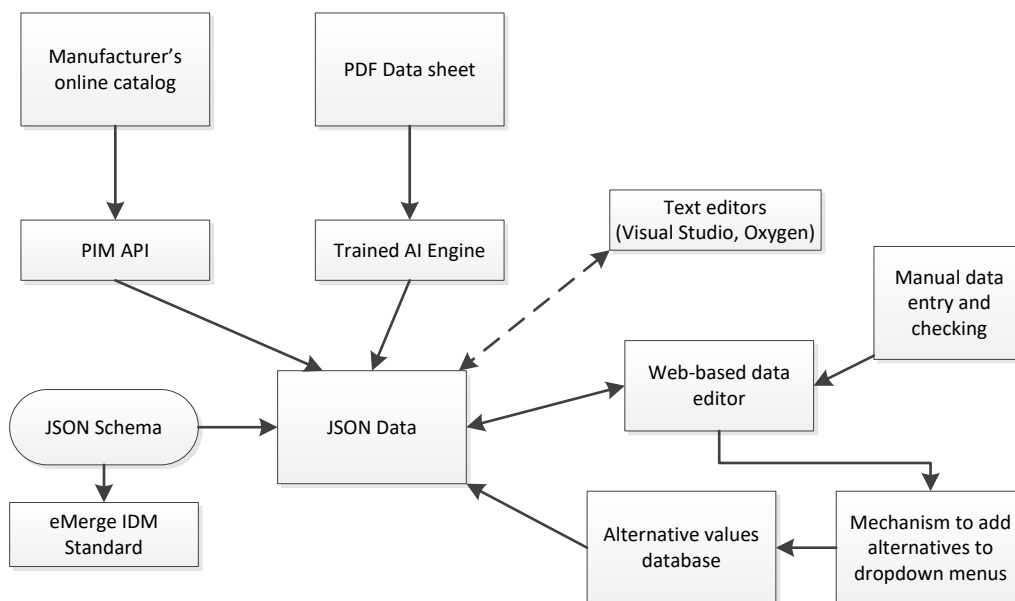 Manufacturer’s
online catalog
PDF Data sheet
PIM API
Trained AI Engine
Text editors
(Visual Studio, Oxygen)
Manual data
entry and
checking
Web-based data
editor
JSON Schema
JSON Data
eMerge IDM
Standard
Alternative values
database
Mechanism to add
alternatives to
dropdown menus